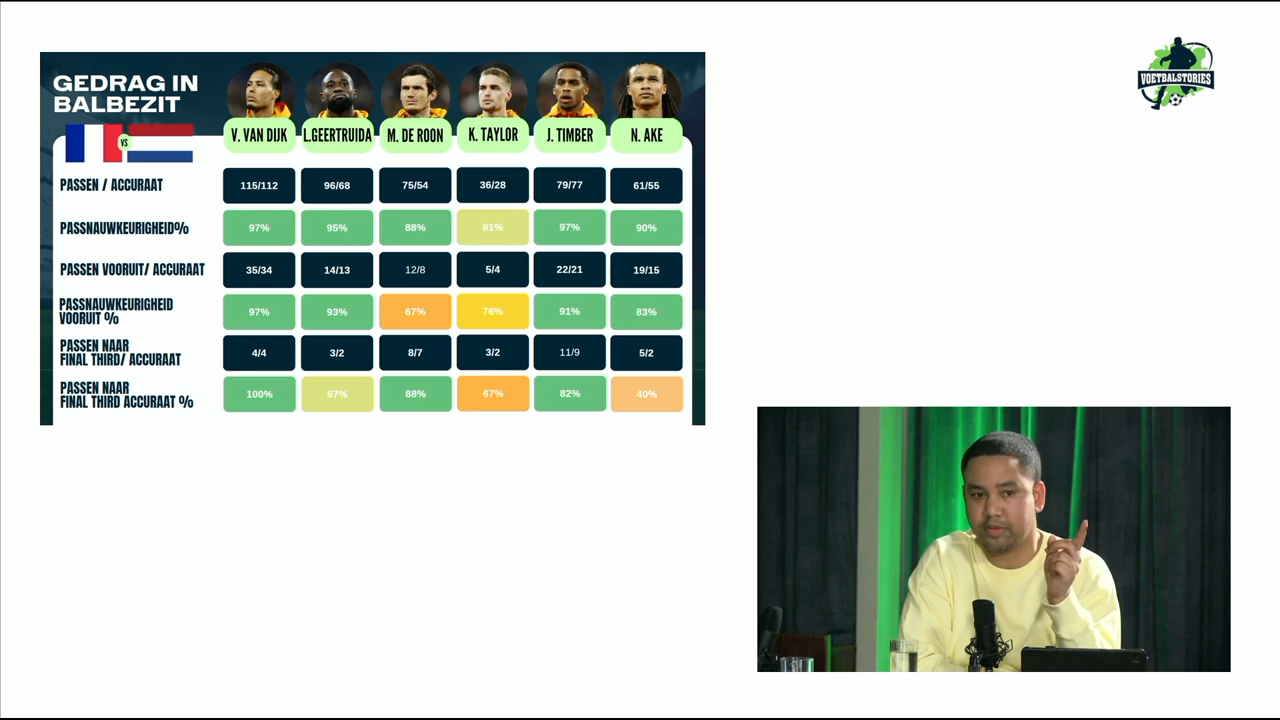 VOETBALSTORIES
GEDRAG IN
BALBEZIT
VS
V. VAN DIJK L.GEERTRUIDA M. DE ROON K. TAYLOR J. TIMBER N. AKE
PASSEN / ACCURAAT 115/112 96/68 75/54 36/28 79/77 61/55
PASSNAUWKEURIGHEID% 97% 95% 88% 81% 97% 90%
PASSEN VOORUIT/ ACCURAAT 35/34 14/13 12/8 5/4 22/21 19/15
PASSNAUWKEURIGHEID
VOORUIT % 97% 93% 67% 76% 91% 83%
PASSEN NAAR
FINAL THIRD/ ACCURAAT 4/4 3/2 8/7 3/2 11/9 5/2
PASSEN NAAR
FINAL THIRD ACCURAAT % 100% 67% 88% 67% 82% 40%